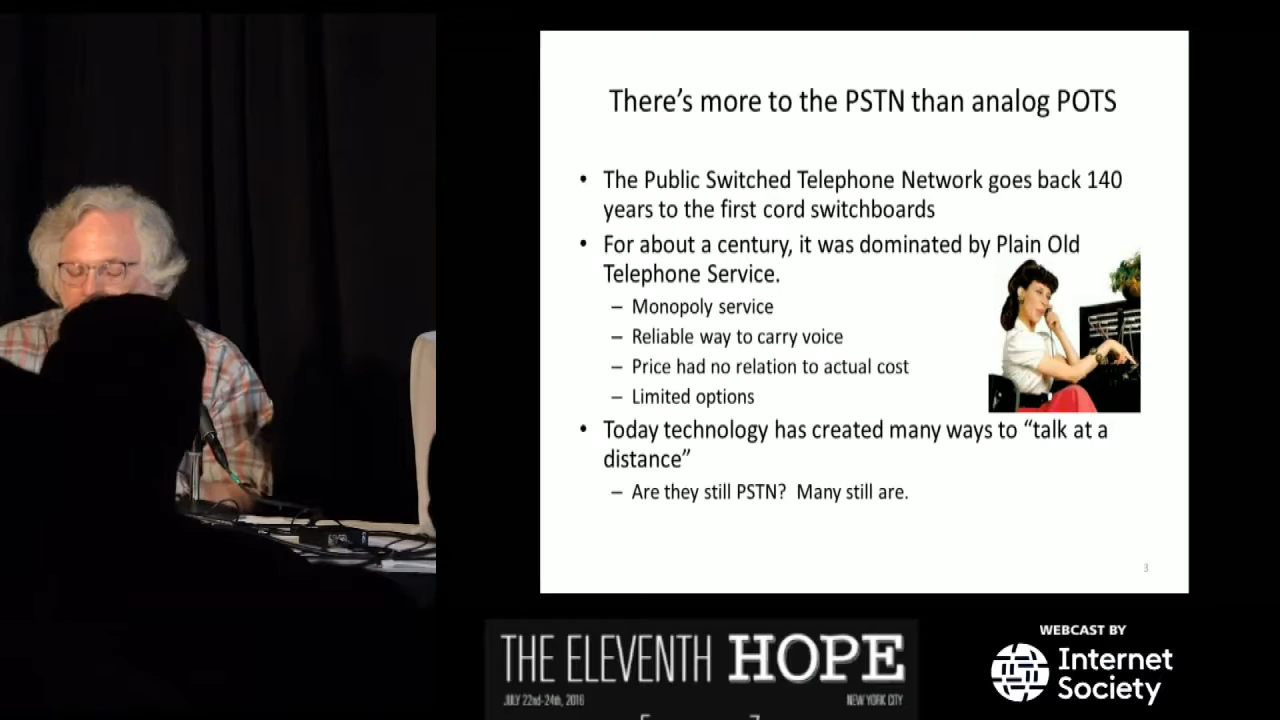 There's more to the PSTN than analog POTS
• The Public Switched Telephone Network goes back 140
years to the first cord switchboards
• For about a century, it was dominated by Plain Old
Telephone Service.
– Monopoly service
– Reliable way to carry voice
– Price had no relation to actual cost
– Limited options
• Today technology has created many ways to “talk at a
distance”
– Are they still PSTN?  Many still are.
3
THE ELEVENTH HOPE
JULY 22nd-24th, 2016
NEW YORK CITY
WEBCAST BY
Internet
Society